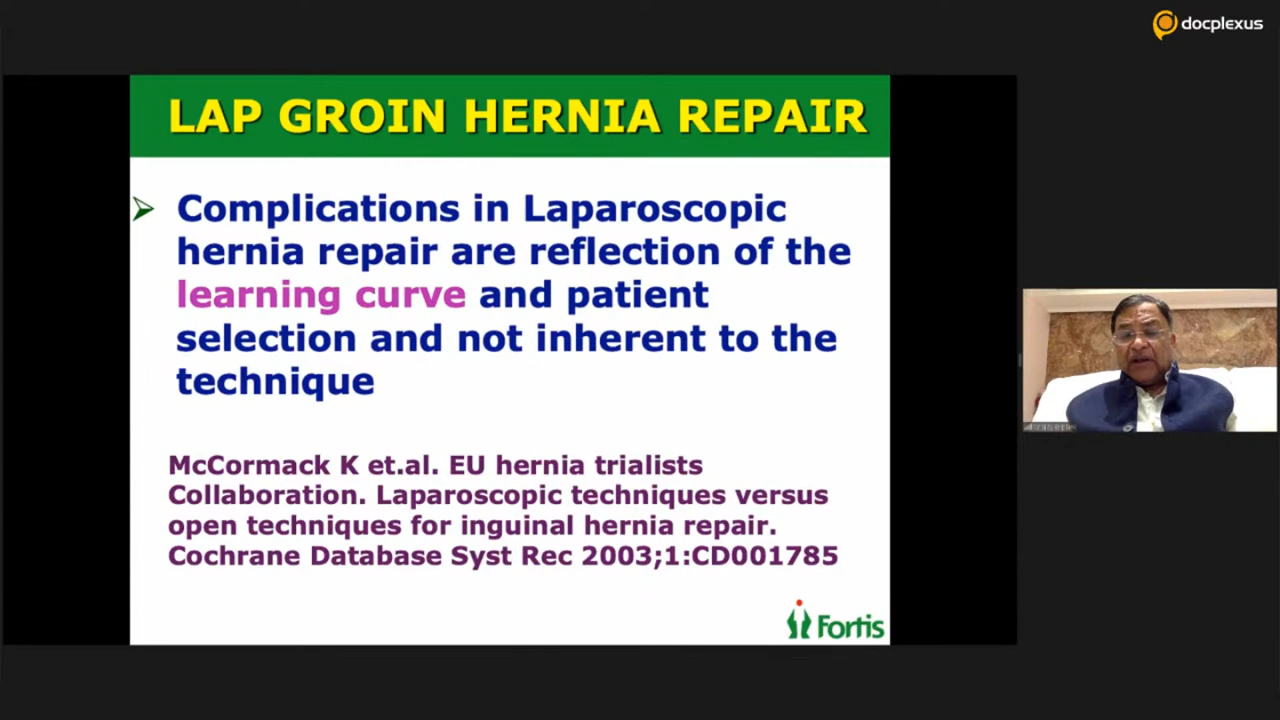 docplexus
LAP GROIN HERNIA REPAIR
Complications in Laparoscopic
hernia repair are reflection of the
learning curve and patient
selection and not inherent to the
technique
McCormack K et.al. EU hernia trialists
Collaboration. Laparoscopic techniques versus
open techniques for inguinal hernia repair.
Cochrane Database Syst Rec 2003;1:CD001785
Fortis